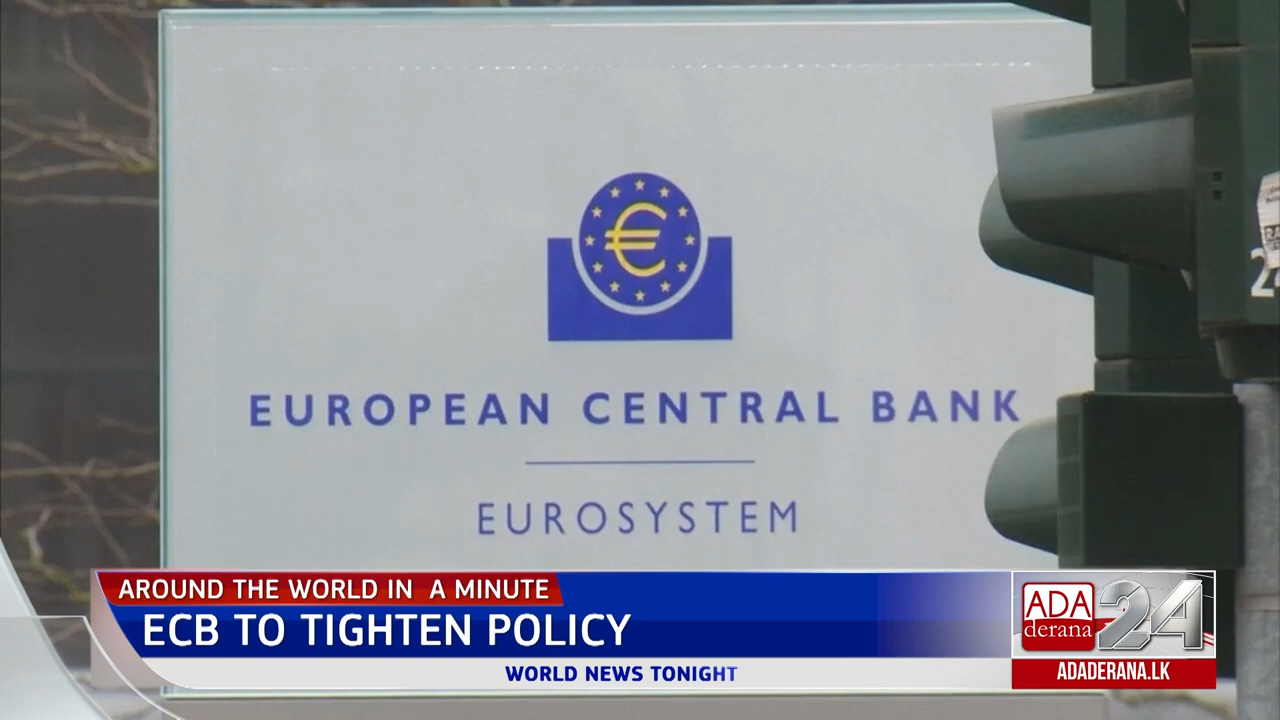 €
EUROPEAN CENTRAL BANK
EUROSYSTEM
AROUND THE WORLD IN A MINUTE
ECB TO TIGHTEN POLICY
WORLD NEWS TONIGHT
ADA
derana
24
ADADERANA.LK